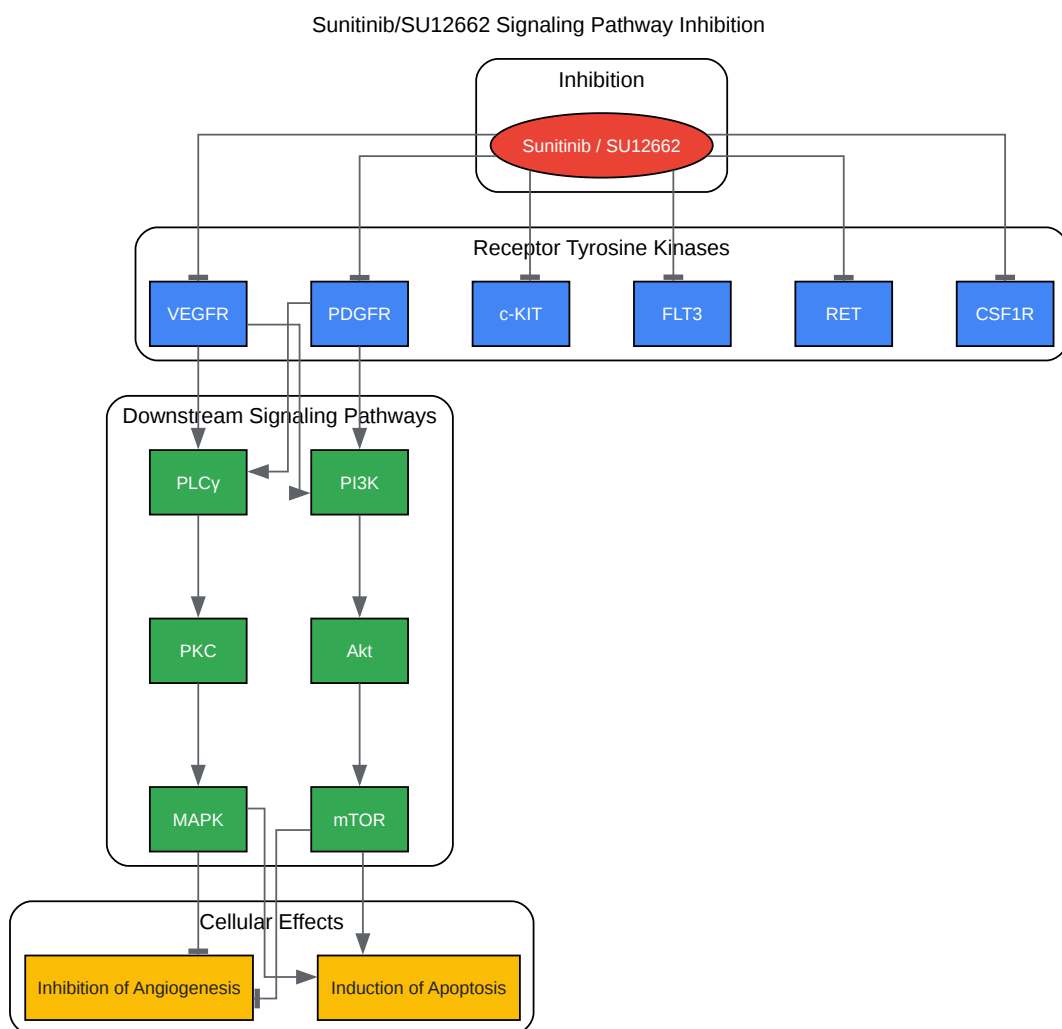 Sunitinib/SU12662 Signaling Pathway Inhibition
Inhibition
Sunitinib / SU12662
Receptor Tyrosine Kinases
VEGFR
PDGFR
c-KIT
FLT3
RET
CSF1R
Downstream Signaling Pathways
PLCγ
PI3K
PKC
Akt
MAPK
mTOR
Cellular Effects
Inhibition of Angiogenesis
Induction of Apoptosis